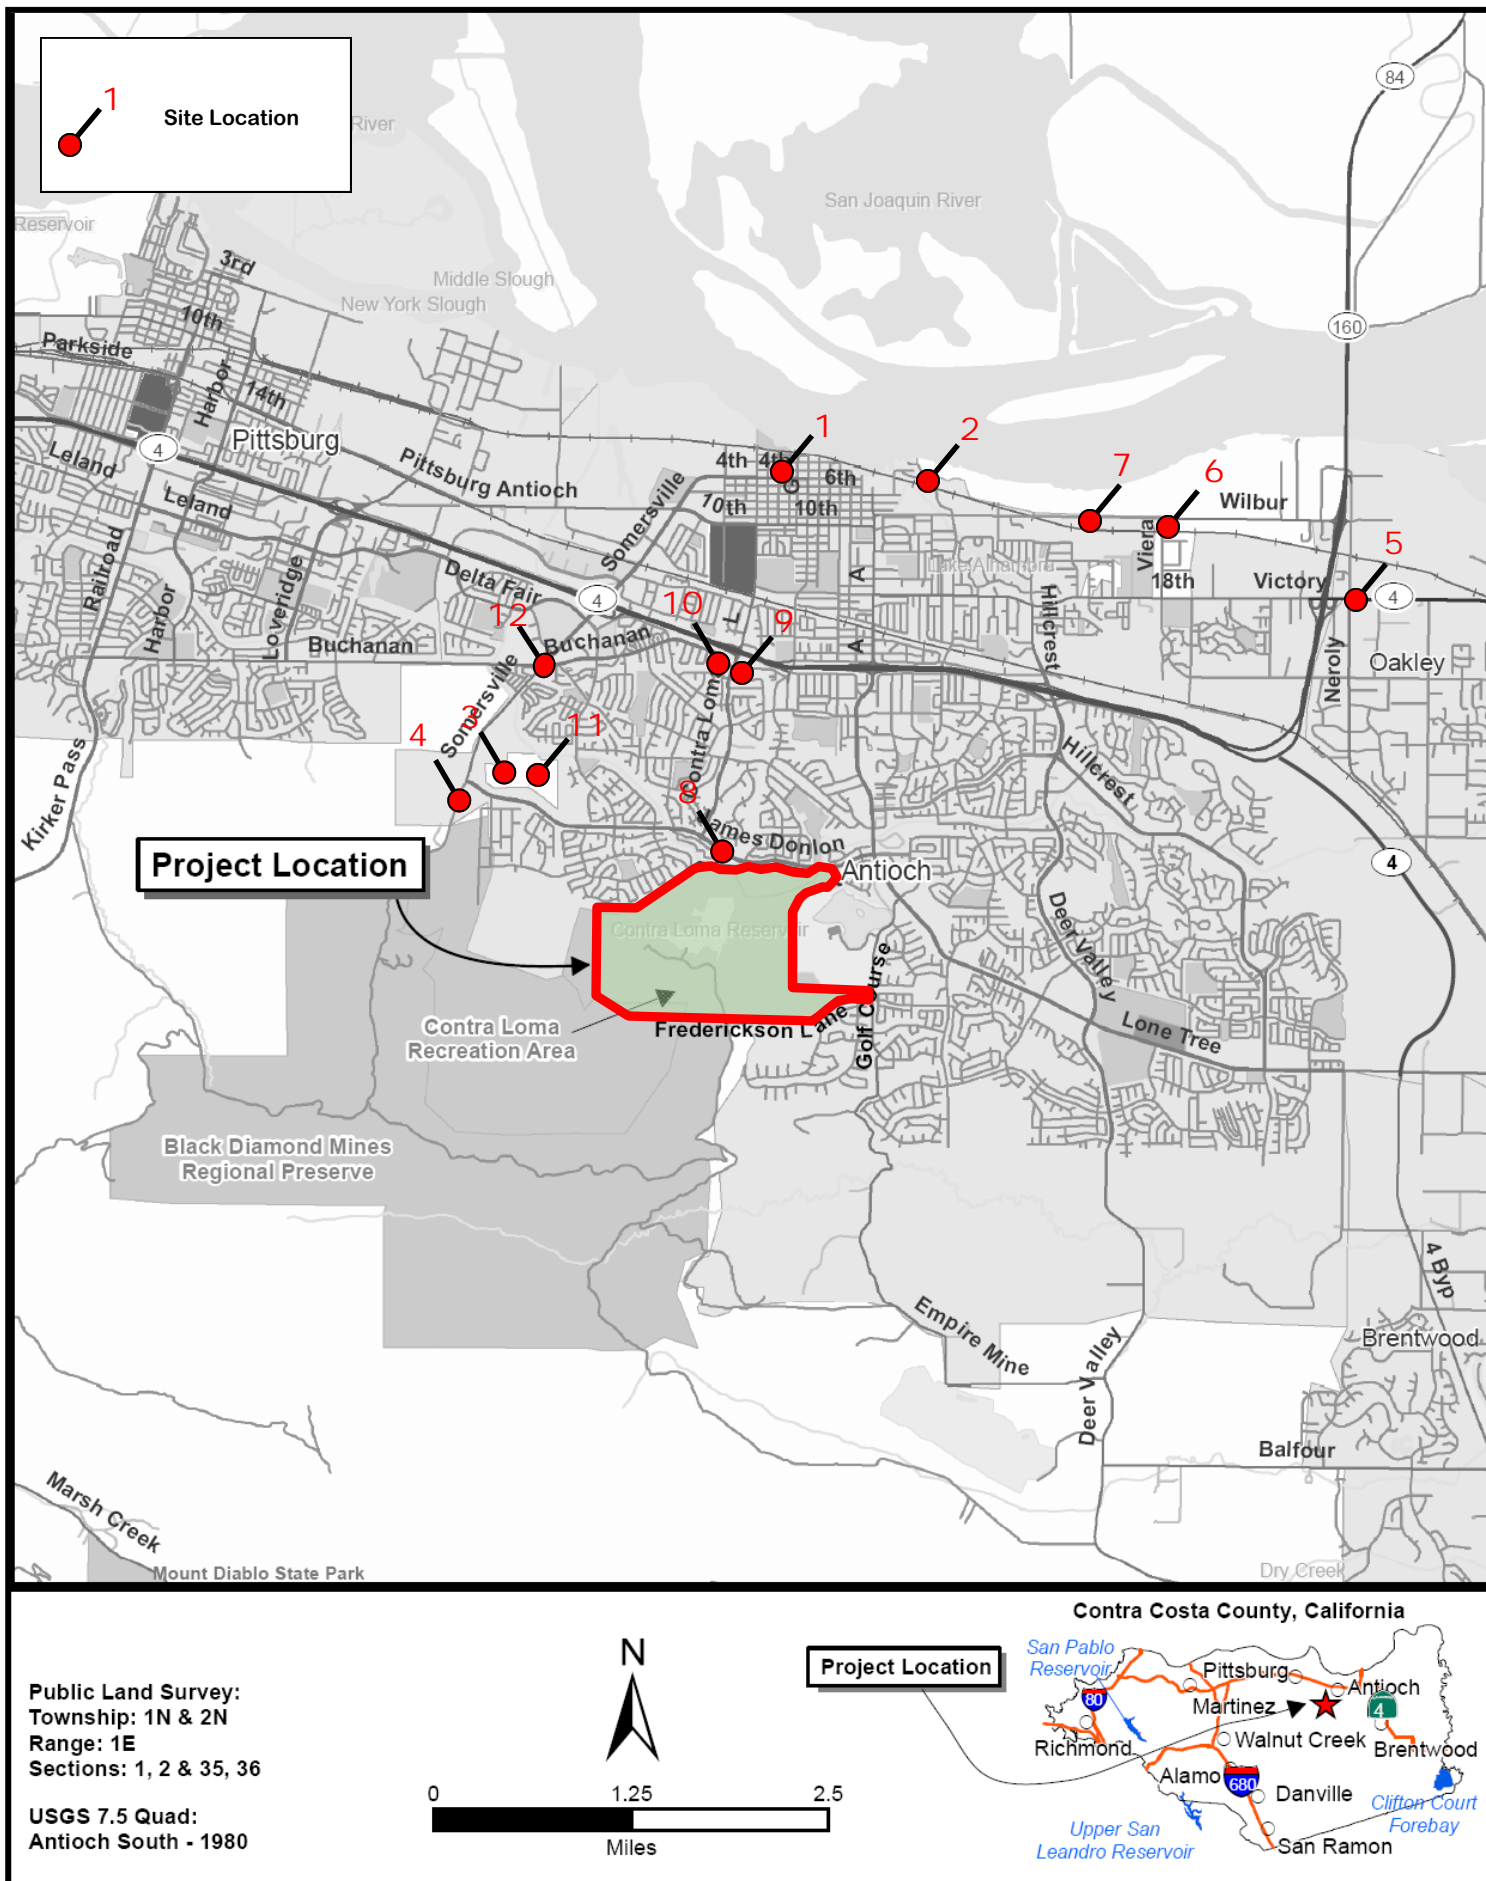 1
Site Location
River
84
San Joaquin River
Reservoir
3rd
Middle Slough
New York Slough
10th
160
Parkside
Harbor
14th
1
2
4
Pittsburg
Leland
Pittsburg Antioch
4th
4th
6th
G
7
6
Leland
10th
10th
Wilbur
Somersville
Viera
5
Railroad
Delta Fair
Lake Alhambra
A
18th
Victory
4
4
10
L
9
Harbor
Loveridge
12
Buchanan
Buchanan
A
Hillcrest
Neroly
Oakley
4
3
Somersville
11
Contra Loma
Kirker Pass
8
Hillcrest
James Donlon
Project Location
Antioch
4
Contra Loma Reservoir
Deer Valley
Golf Course
Contra Loma
Recreation Area
Frederickson Lane
Lone Tree
Black Diamond Mines
Regional Preserve
4 Byp
Empire Mine
Brentwood
Deer Valley
Balfour
Marsh Creek
Mount Diablo State Park
Dry Creek
Public Land Survey:
Township: 1N & 2N
Range: 1E
Sections: 1, 2 & 35, 36
USGS 7.5 Quad:
Antioch South - 1980
N
0
1.25
2.5
Miles
Project Location
Contra Costa County, California
San Pablo
Reservoir
Pittsburg
Antioch
80
Martinez
4
Richmond
Walnut Creek
Brentwood
Alamo
680
Danville
Clifton Court
Forebay
Upper San
Leandro Reservoir
San Ramon